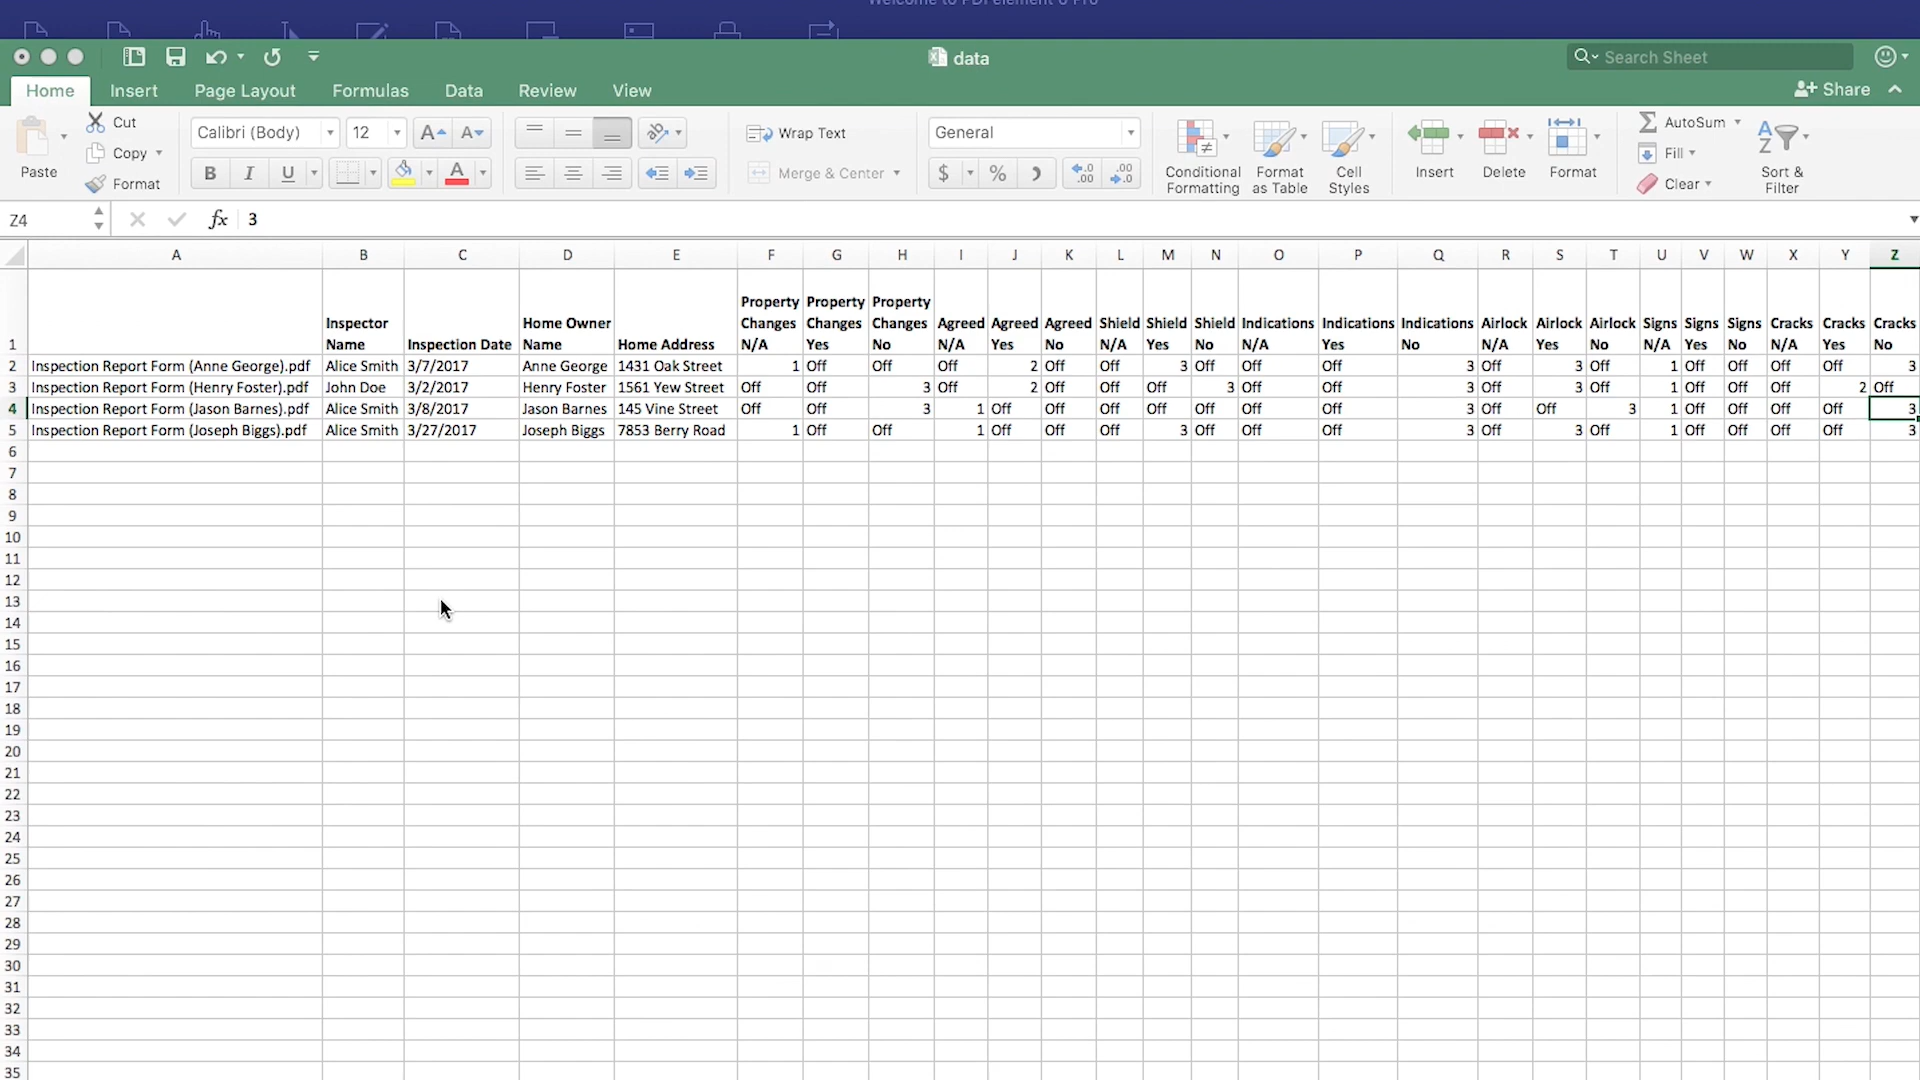 Welcome to PDFelement 6 Pro
data
Search Sheet
Home Insert Page Layout Formulas Data Review View
Share
Paste
Cut
Copy
Format
Calibri (Body) 12
B I U
Wrap Text
Merge & Center
General
$ %
Conditional Formatting
Format as Table
Cell Styles
Insert Delete Format
AutoSum
Fill
Clear
Sort & Filter
Z4 fx 3
A B C D E F G H I J K L M N O P Q R S T U V W X Y Z
1 Inspector Name Inspection Date Home Owner Name Home Address Property Changes N/A Property Changes Yes Property Changes No Agreed N/A Agreed Yes Agreed No Shield N/A Shield Yes Shield No Indications N/A Indications Yes Indications No Airlock N/A Airlock Yes Airlock No Signs N/A Signs Yes Signs No Cracks N/A Cracks Yes Cracks No
2 Inspection Report Form (Anne George).pdf Alice Smith 3/7/2017 Anne George 1431 Oak Street 1 Off Off Off 2 Off Off 3 Off Off Off 3 Off 3 Off 1 Off Off Off Off 3
3 Inspection Report Form (Henry Foster).pdf John Doe 3/2/2017 Henry Foster 1561 Yew Street Off Off 3 Off 2 Off Off Off 3 Off Off 3 Off 3 Off 1 Off Off Off 2 Off
4 Inspection Report Form (Jason Barnes).pdf Alice Smith 3/8/2017 Jason Barnes 145 Vine Street Off Off 3 1 Off Off Off Off Off Off Off 3 Off Off 3 1 Off Off Off Off 3
5 Inspection Report Form (Joseph Biggs).pdf Alice Smith 3/27/2017 Joseph Biggs 7853 Berry Road 1 Off Off 1 Off Off Off 3 Off Off Off 3 Off 3 Off 1 Off Off Off Off 3
6
7
8
9
10
11
12
13
14
15
16
17
18
19
20
21
22
23
24
25
26
27
28
29
30
31
32
33
34
35